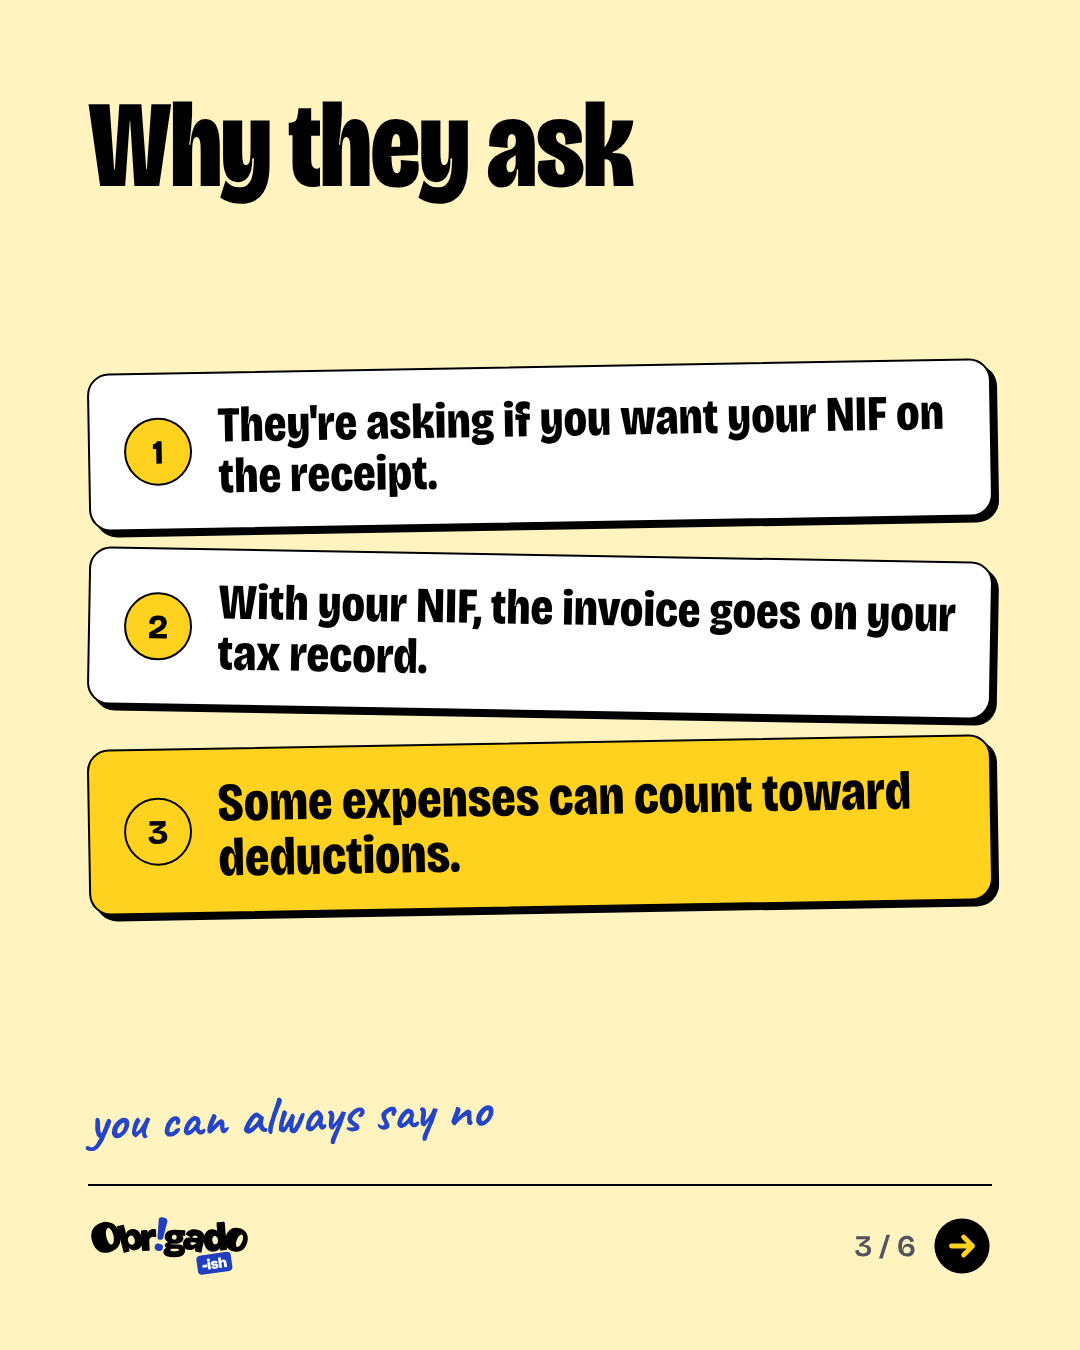 Why they ask
1
They're asking if you want your NIF on
the receipt.
2
With your NIF, the invoice goes on your
tax record.
3
Some expenses can count toward
deductions.
you can always say no
Obr!gado
-ish
3 / 6